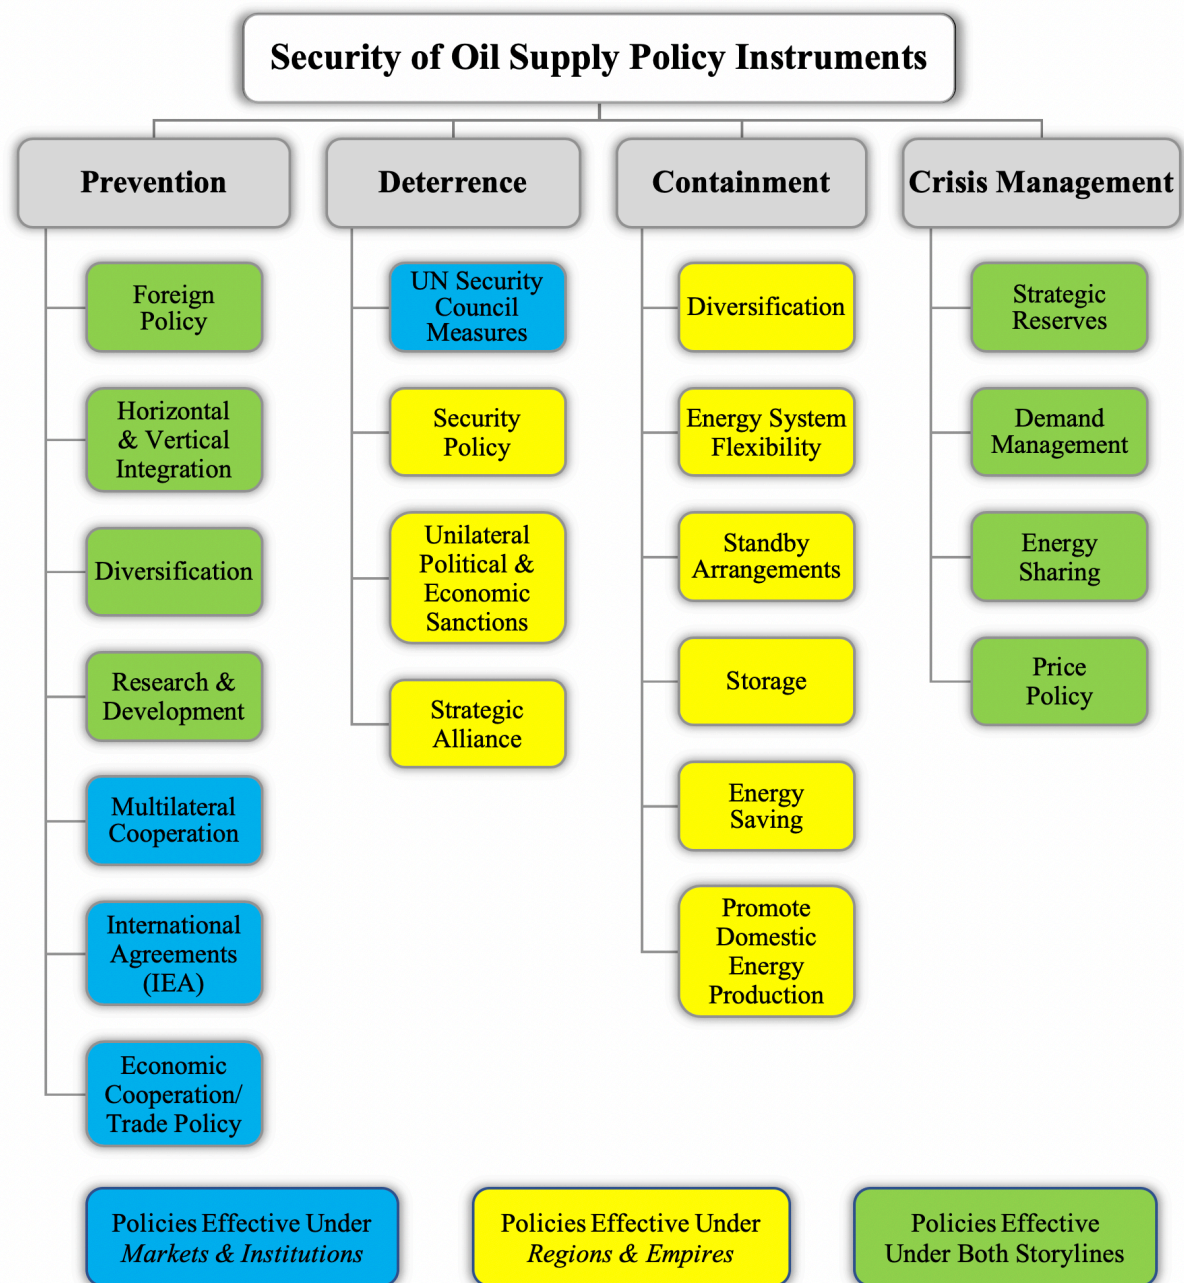 Security of Oil Supply Policy Instruments
Prevention
Foreign
Policy
Horizontal
& Vertical
Integration
Diversification
Research &
Development
Multilateral
Cooperation
International
Agreements
(IEA)
Economic
Cooperation/
Trade Policy
Deterrence
UN Security
Council
Measures
Security
Policy
Unilateral
Political &
Economic
Sanctions
Strategic
Alliance
Containment
Diversification
Energy System
Flexibility
Standby
Arrangements
Storage
Energy
Saving
Promote
Domestic
Energy
Production
Crisis Management
Strategic
Reserves
Demand
Management
Energy
Sharing
Price
Policy
Policies Effective Under
Markets & Institutions
Policies Effective Under
Regions & Empires
Policies Effective
Under Both Storylines